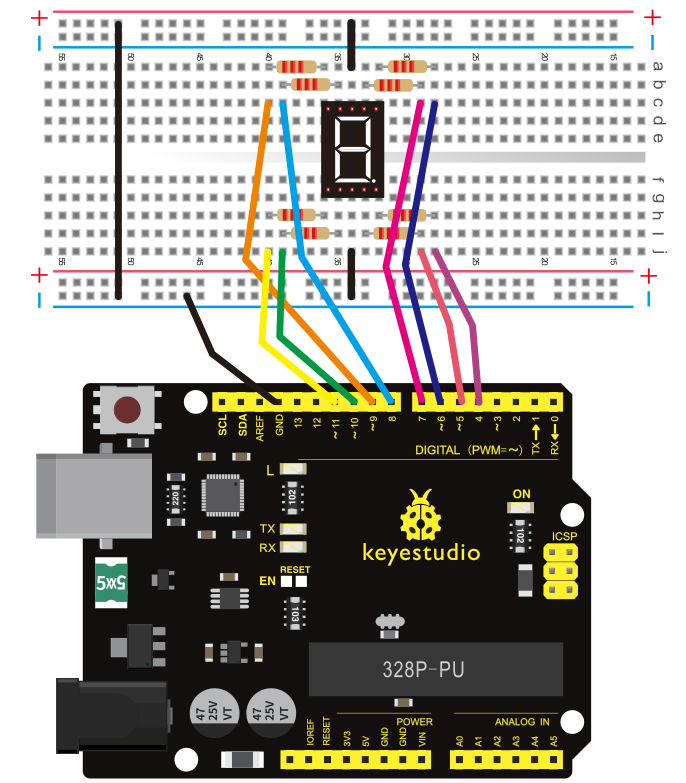 + +
55 50 45 40 35 30 25 20 15
a
b
c
d
e
f
g
h
i
j
55 50 45 40 35 30 25 20 15
+ +
SCL SDA AREF GND 13 12 ~11 ~10 ~9 8 7 ~6 ~5 4 ~3 2 TX→1 RX←0
DIGITAL (PWM=~)
L
220
102
ON
TX
RX
102
ICSP
keyestudio
5XX5
EN RESET
103
328P-PU
47 25V VT
47 25V VT
POWER
ANALOG IN
IOREF RESET 3V3 5V GND GND VIN A0 A1 A2 A3 A4 A5